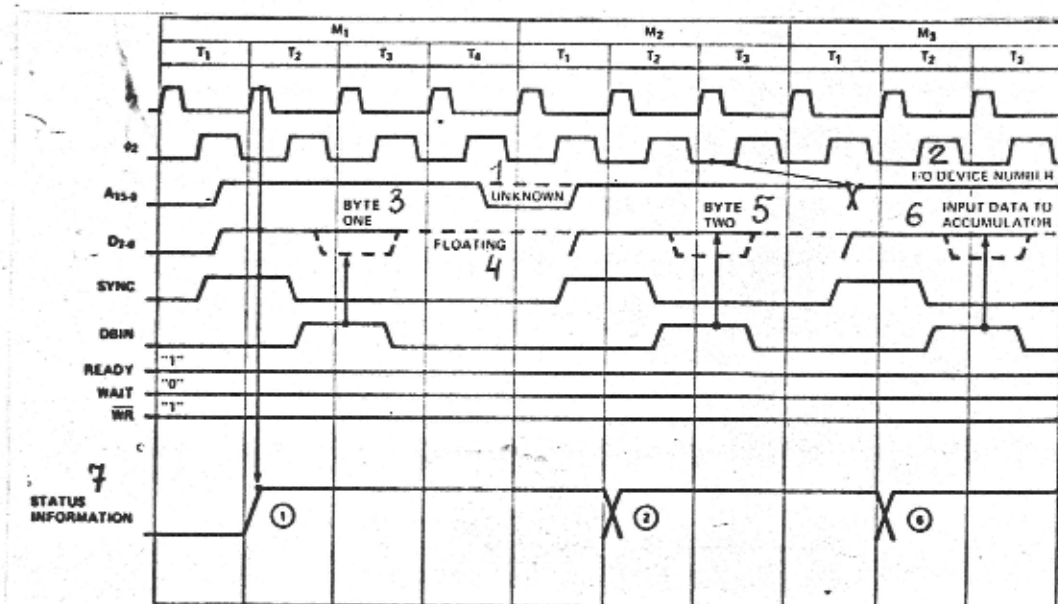 M₁ M₂ M₃
T₁ T₂ T₃ T₄ T₁ T₂ T₃ T₁ T₂ T₃
ϕ₂ 2
I/O DEVICE NUMBER
A₁₅₋₀ 1
UNKNOWN
BYTE ONE 3
BYTE TWO 5
6 INPUT DATA TO ACCUMULATOR
D₇₋₀ FLOATING
4
SYNC
DBIN
READY "1"
WAIT "0"
W̅R̅ "1"
7
STATUS
INFORMATION ① ② ⑥